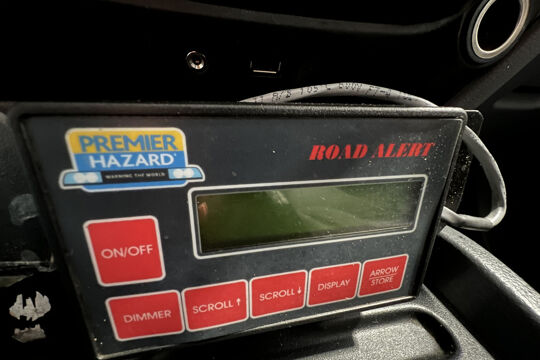 PREMIER
HAZARD
WARNING THE WORLD
ROAD ALERT
ON/OFF
DIMMER
SCROLL ↑
SCROLL ↓
DISPLAY
ARROW
STORE